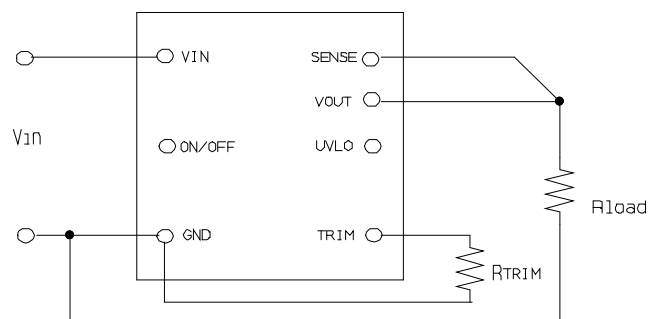 VIN
SENSE
VOUT
Vin
ON/OFF
UVLO
Rload
GND
TRIM
RTRIM